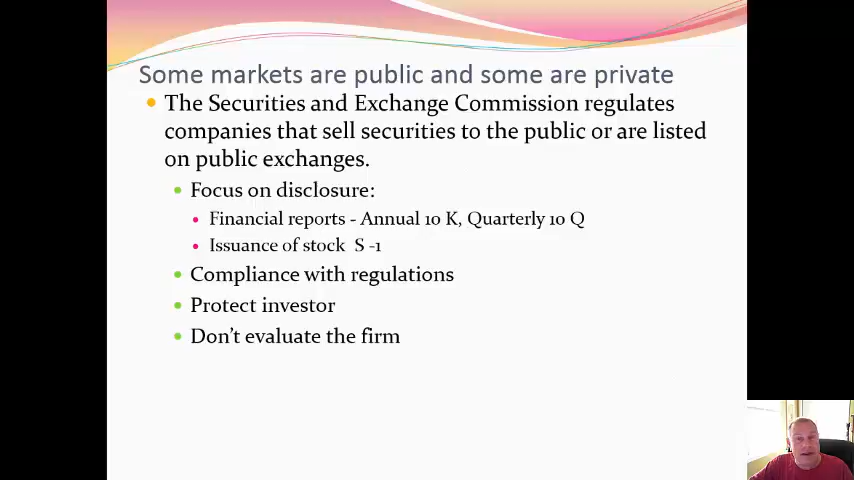 Some markets are public and some are private
The Securities and Exchange Commission regulates
companies that sell securities to the public or are listed
on public exchanges.
Focus on disclosure:
Financial reports - Annual 10 K, Quarterly 10 Q
Issuance of stock S -1
Compliance with regulations
Protect investor
Don't evaluate the firm